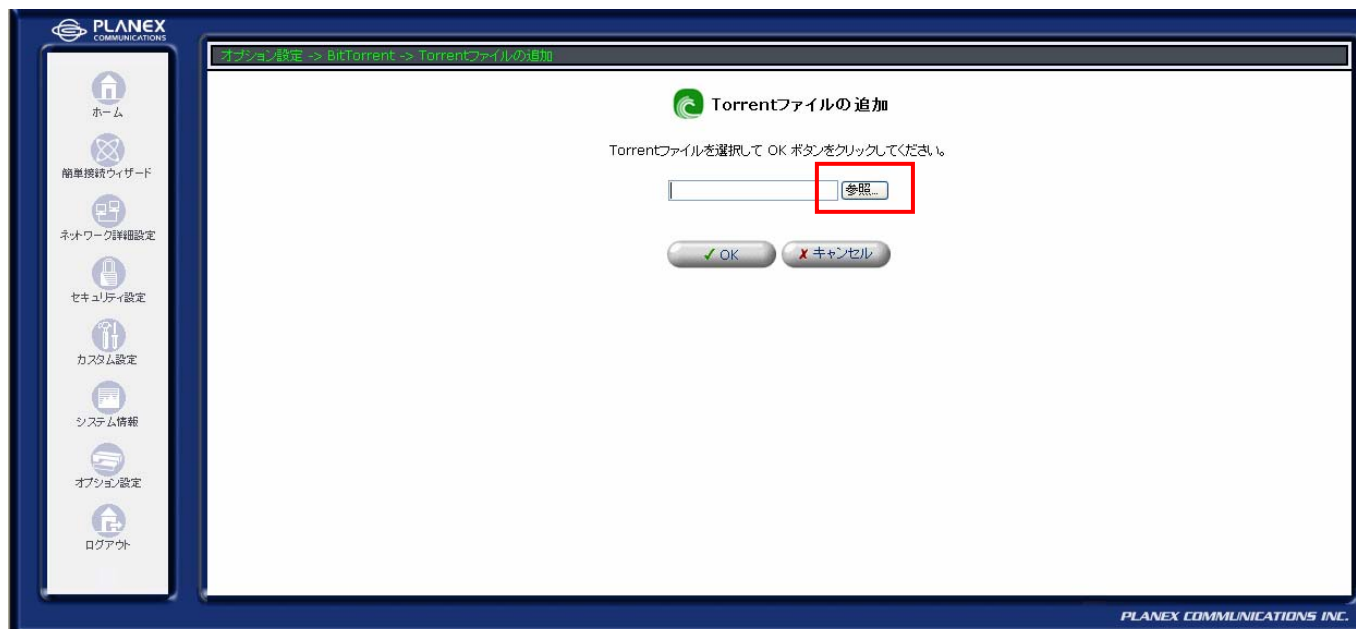 PLANEX
COMMUNICATIONS
オプション設定 -> BitTorrent -> Torrentファイルの追加
ホーム
簡単接続ウィザード
ネットワーク詳細設定
セキュリティ設定
カスタム設定
システム情報
オプション設定
ログアウト
Torrentファイルの追加
Torrentファイルを選択して OK ボタンをクリックしてください。
参照...
OK
キャンセル
PLANEX COMMUNICATIONS INC.